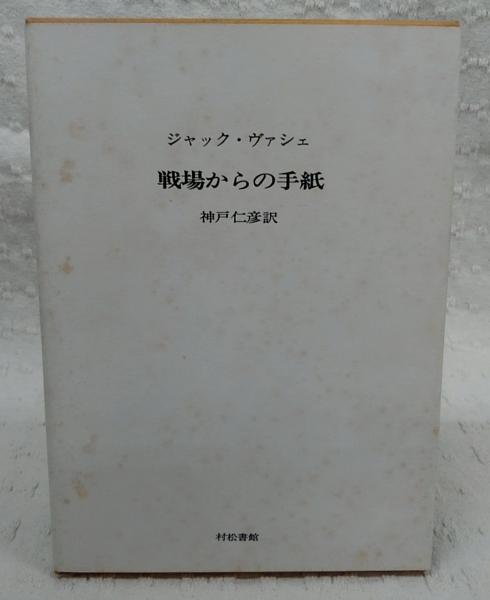 ジャック・ヴァシェ
戦場からの手紙
神戸仁彦訳
村松書館